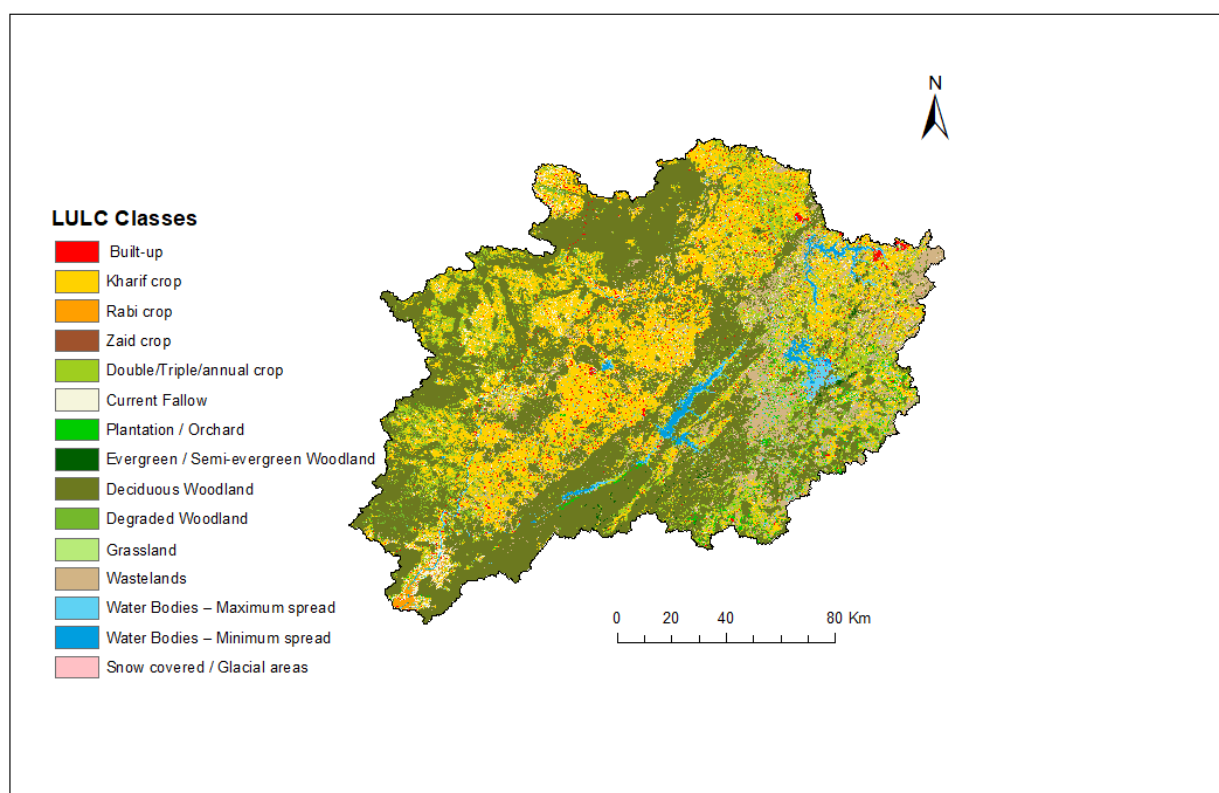 N
LULC Classes
Built-up
Kharif crop
Rabi crop
Zaid crop
Double/Triple/annual crop
Current Fallow
Plantation / Orchard
Evergreen / Semi-evergreen Woodland
Deciduous Woodland
Degraded Woodland
Grassland
Wastelands
Water Bodies – Maximum spread
Water Bodies – Minimum spread
Snow covered / Glacial areas
0 20 40 60 80 Km